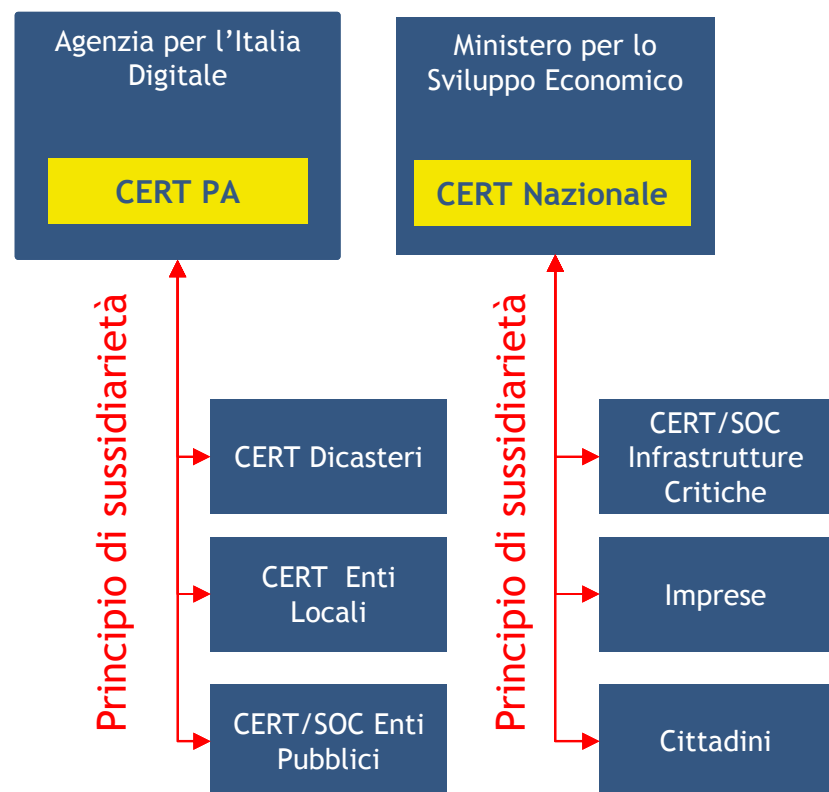 Agenzia per l’Italia
Digitale
CERT PA
Ministero per lo
Sviluppo Economico
CERT Nazionale
Principio di sussidiarietà
CERT Dicasteri
CERT Enti
Locali
CERT/SOC Enti
Pubblici
Principio di sussidiarietà
CERT/SOC
Infrastrutture
Critiche
Imprese
Cittadini